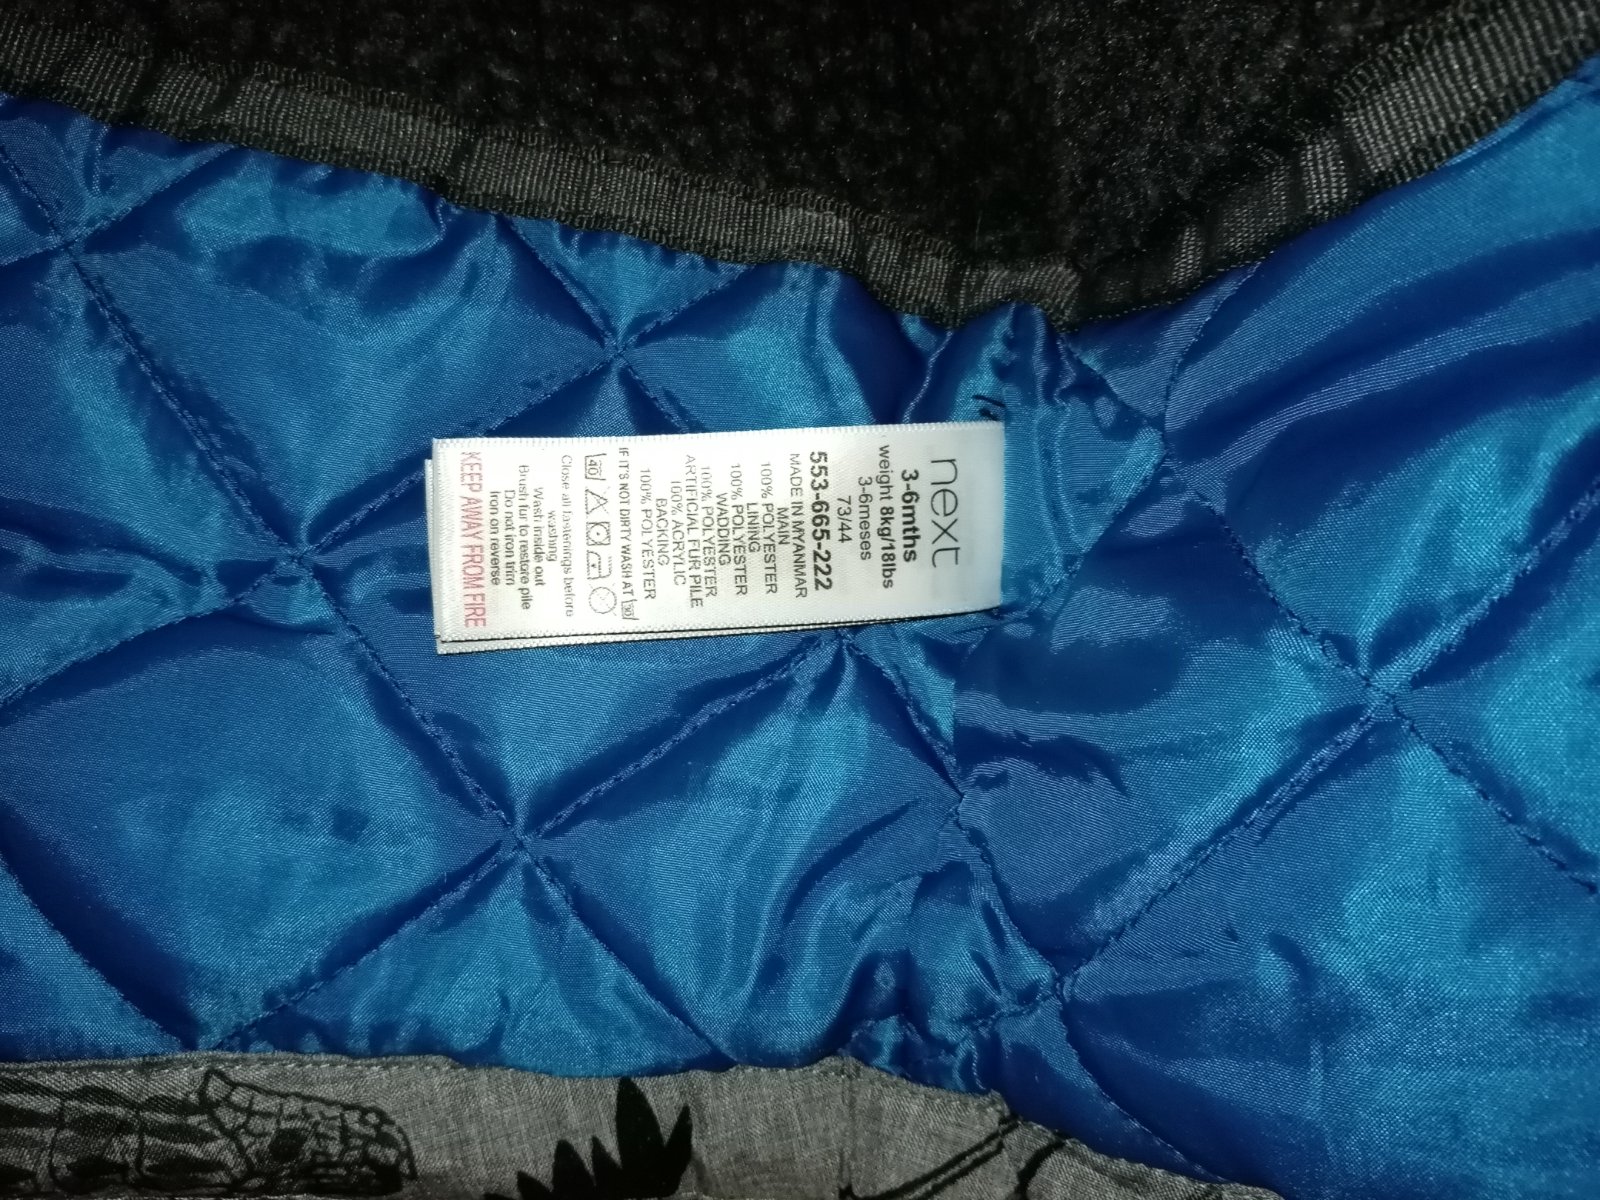 next
3-6mths
weight 8kg/18lbs
3-6meses
73/44
553-665-222
MADE IN MYANMAR
MAIN
100% POLYESTER
LINING
100% POLYESTER
WADDING
100% POLYESTER
ARTIFICIAL FUR PILE
100% ACRYLIC
BACKING
100% POLYESTER
IF IT'S NOT DIRTY WASH AT 30
40
Close all fastenings before
washing
Wash inside out
Brush fur to restore pile
Do not iron trim
Iron on reverse
KEEP AWAY FROM FIRE